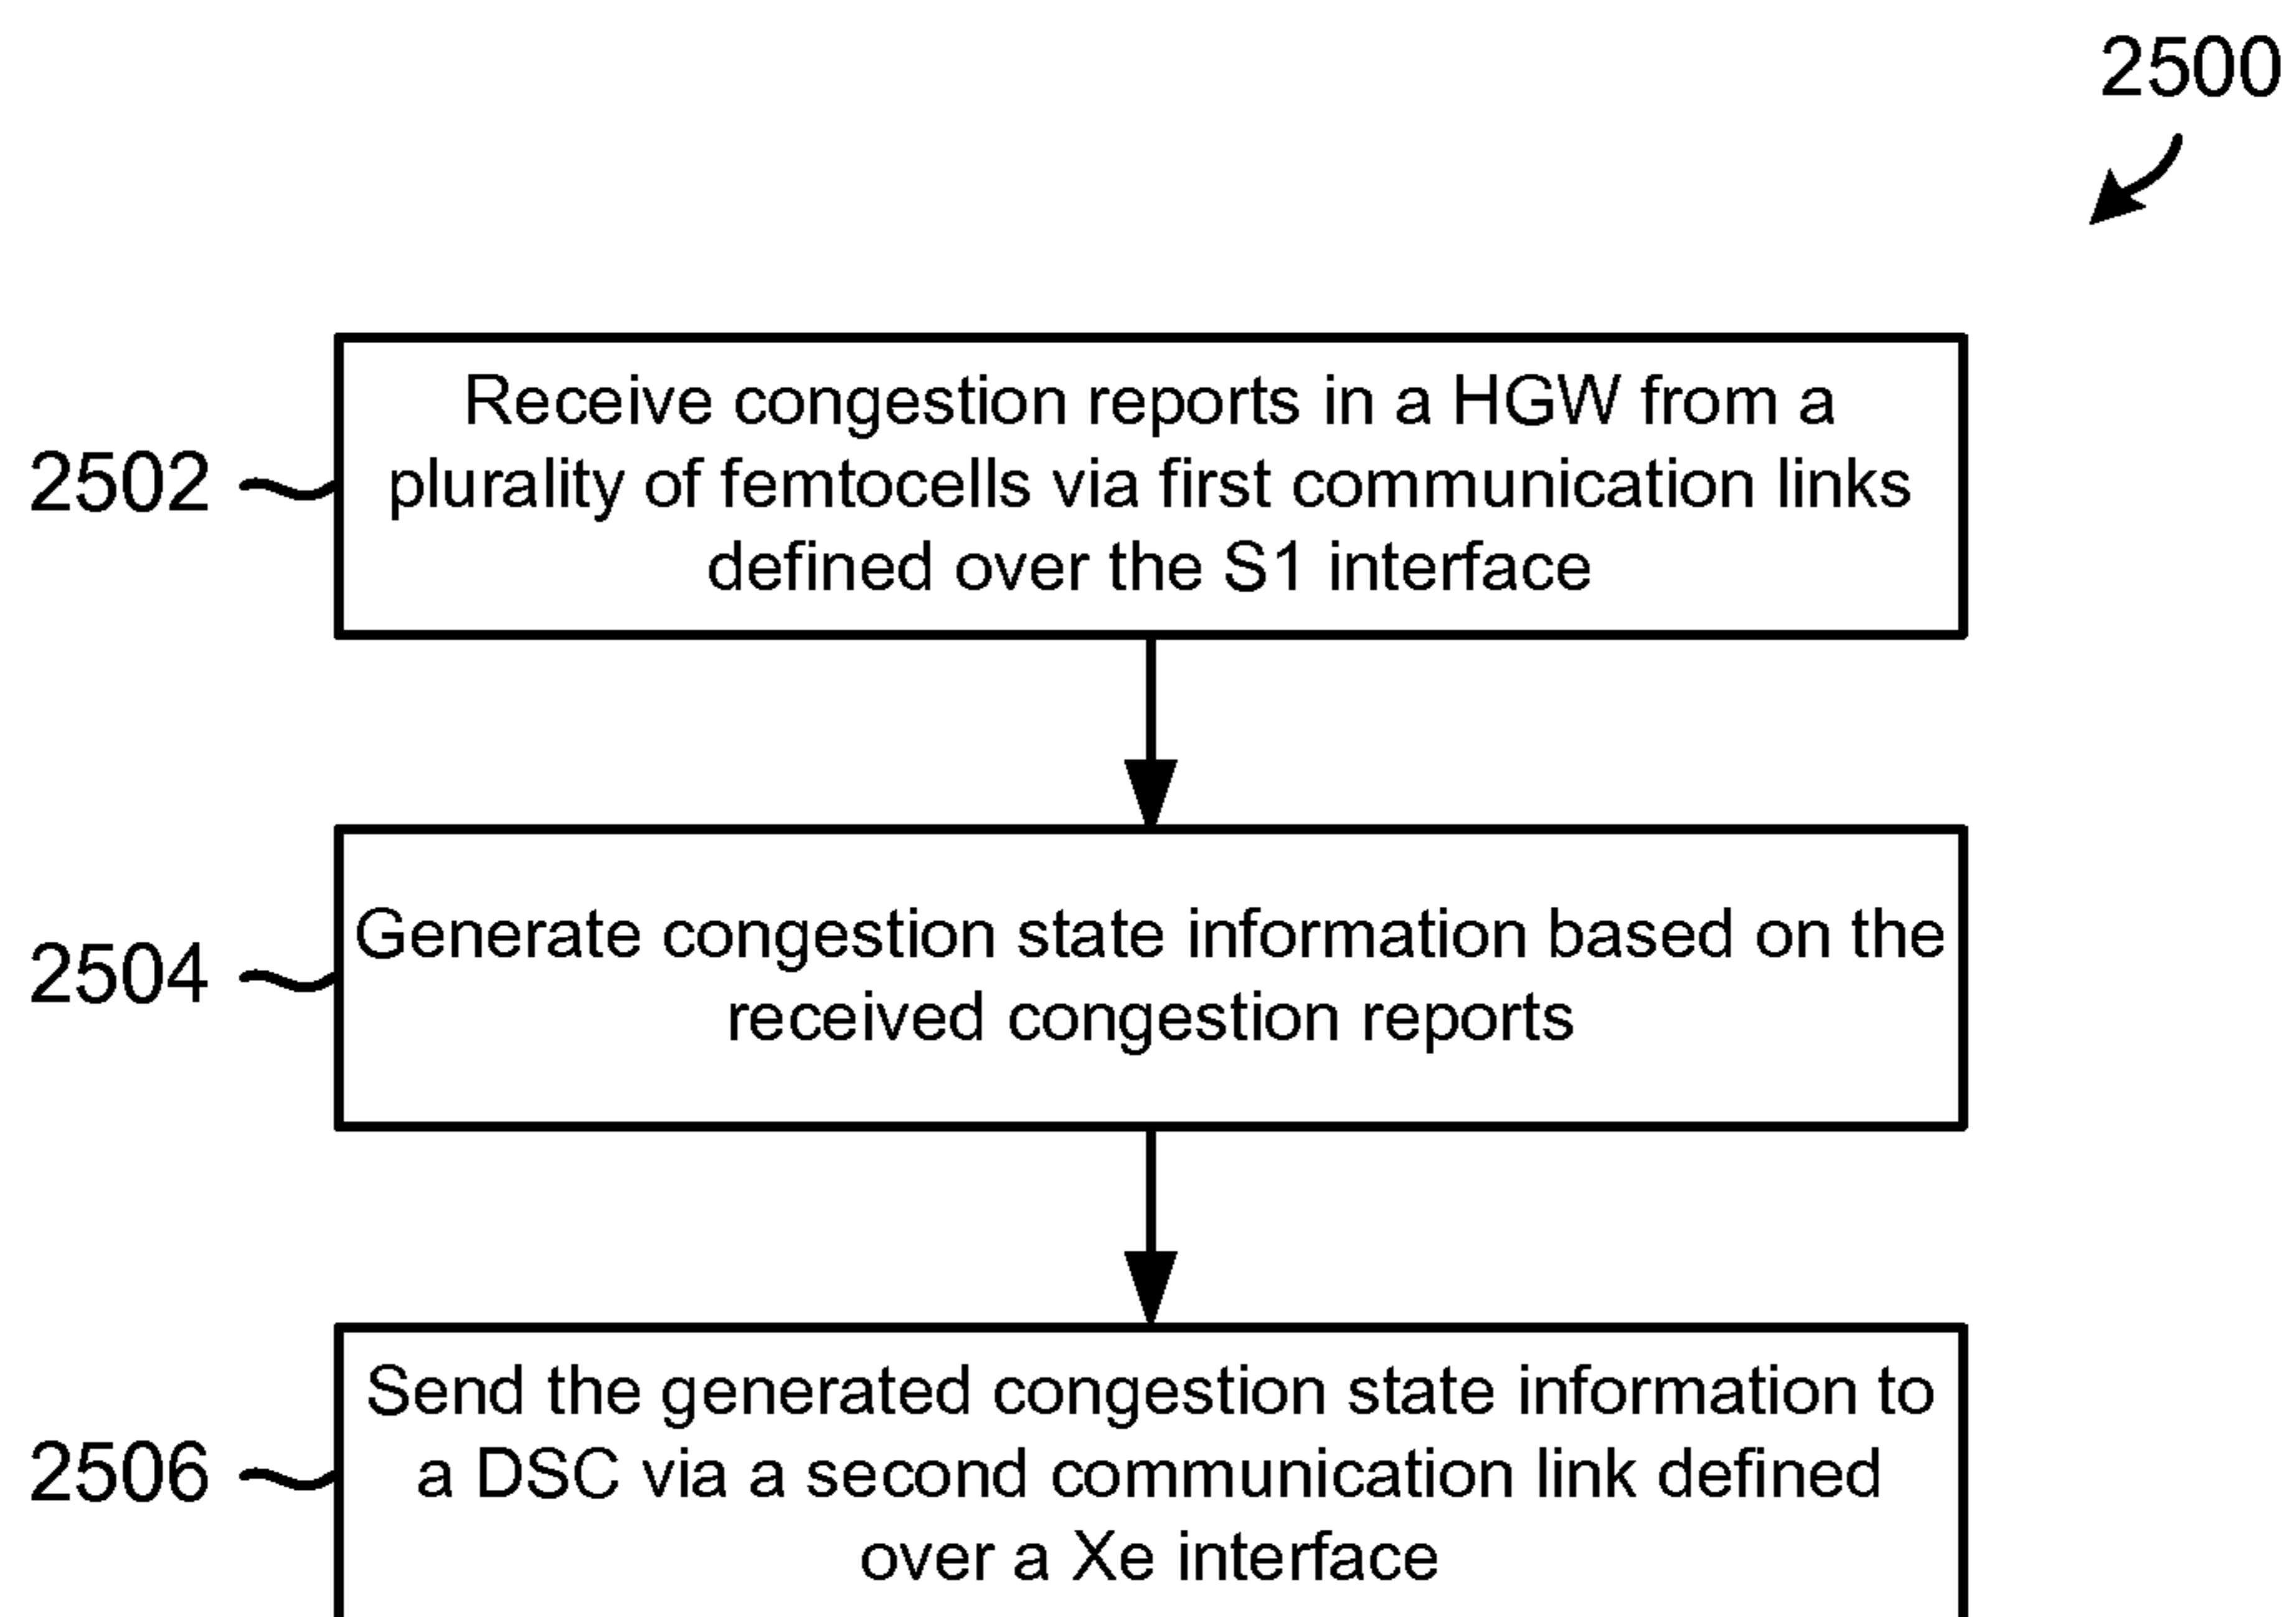 2500
Receive congestion reports in a HGW from a
2502
plurality of femtocells via first communication links
defined over the S1 interface
Generate congestion state information based on the
2504
received congestion reports
Send the generated congestion state information to
2506
a DSC via a second communication link defined
over a Xe interface